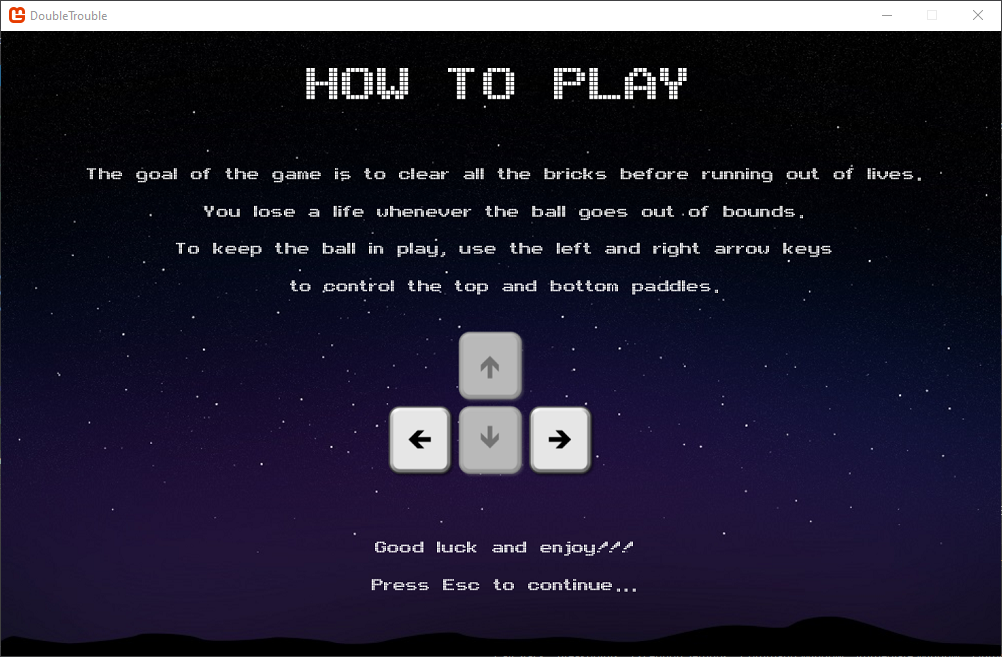 DoubleTrouble
HOW TO PLAY
The goal of the game is to clear all the bricks before running out of lives.
You lose a life whenever the ball goes out of bounds.
To keep the ball in play, use the left and right arrow keys
to control the top and bottom paddles.
Good luck and enjoy!!!
Press Esc to continue...